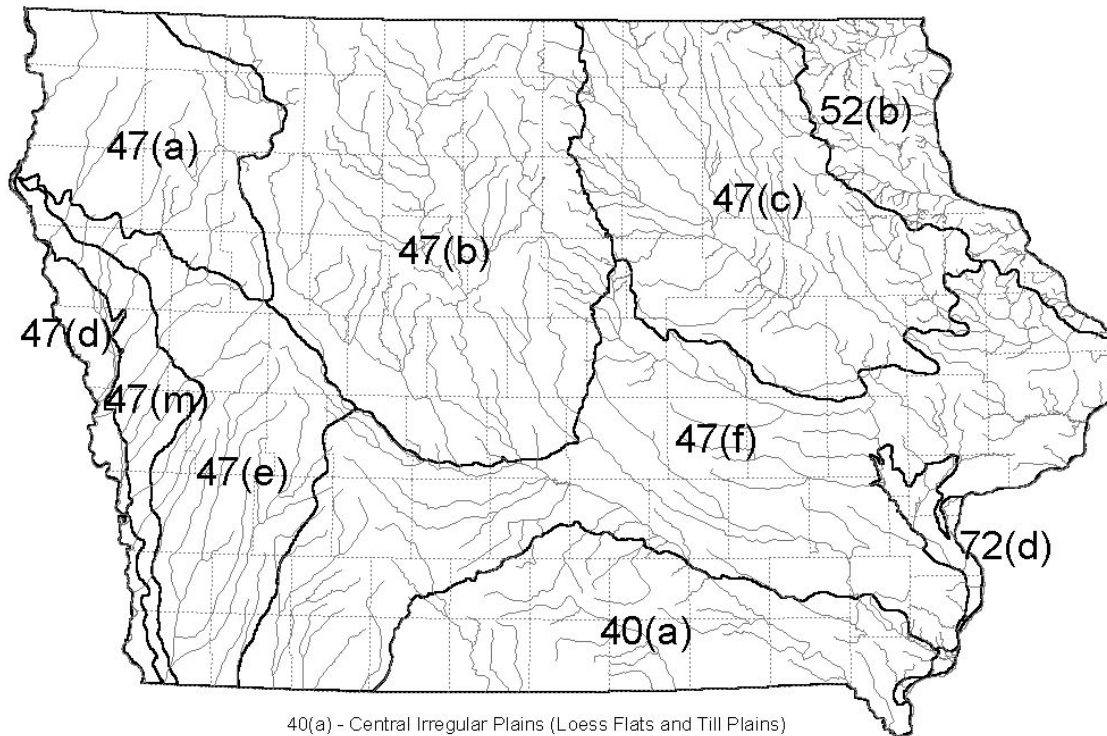 52(b)
47(a)
47(c)
47(b)
47(d)
47(m)
47(f)
47(e)
72(d)
40(a)
40(a) - Central Irregular Plains (Loess Flats and Till Plains)